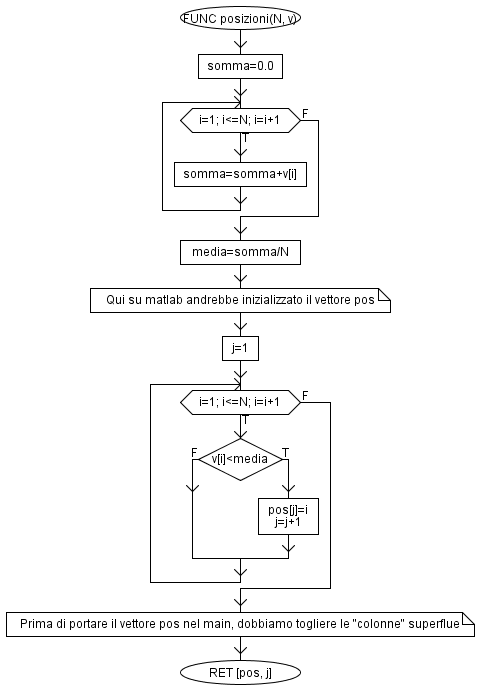 FUNC posizioni(N, v)
somma=0.0
i=1; i<=N; i=i+1
F
T
somma=somma+v[i]
media=somma/N
Qui su matlab andrebbe inizializzato il vettore pos
j=1
i=1; i<=N; i=i+1
F
T
F
v[i]<media
T
pos[j]=i
j=j+1
Prima di portare il vettore pos nel main, dobbiamo togliere le "colonne" superflue
RET [pos, j]